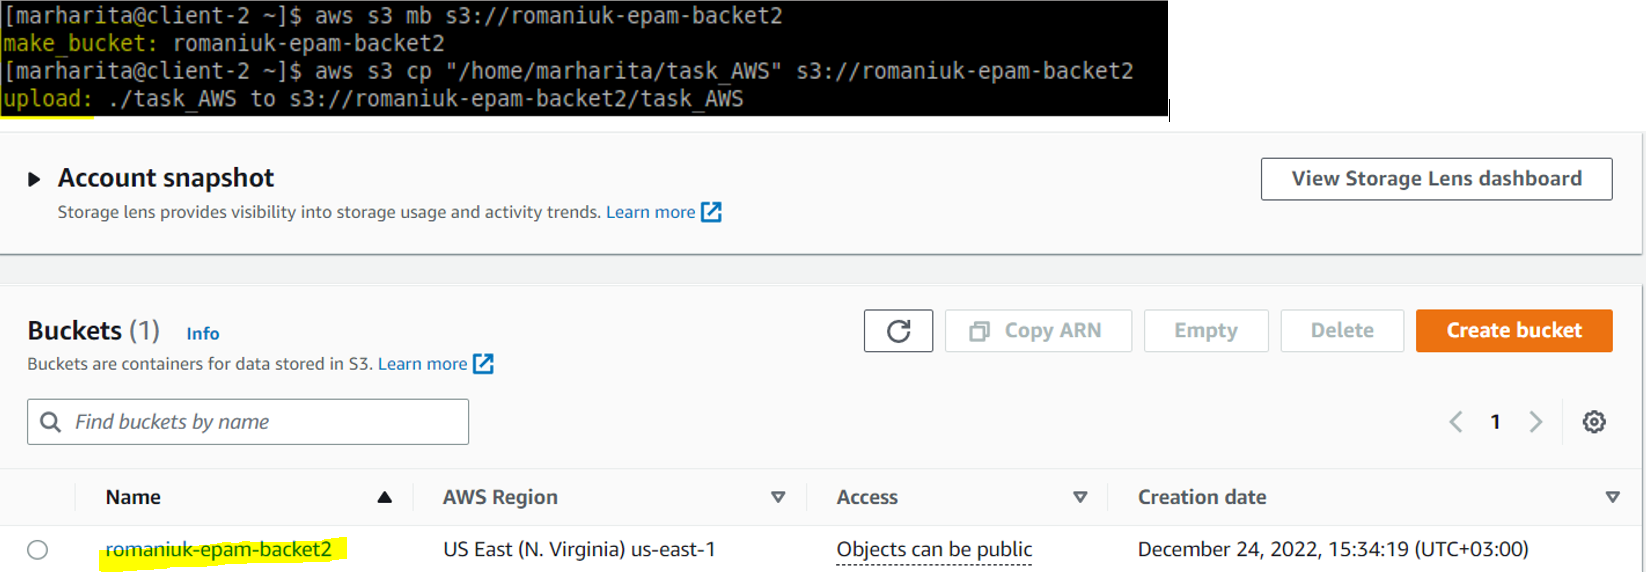 [marharita@client-2 ~]$ aws s3 mb s3://romaniuk-epam-backet2
make_bucket: romaniuk-epam-backet2
[marharita@client-2 ~]$ aws s3 cp "/home/marharita/task_AWS" s3://romaniuk-epam-backet2
upload: ./task_AWS to s3://romaniuk-epam-backet2/task_AWS
Account snapshot
View Storage Lens dashboard
Storage lens provides visibility into storage usage and activity trends. Learn more
Buckets (1) Info
Copy ARN Empty Delete Create bucket
Buckets are containers for data stored in S3. Learn more
Find buckets by name
1
Name AWS Region Access Creation date
romaniuk-epam-backet2 US East (N. Virginia) us-east-1 Objects can be public December 24, 2022, 15:34:19 (UTC+03:00)